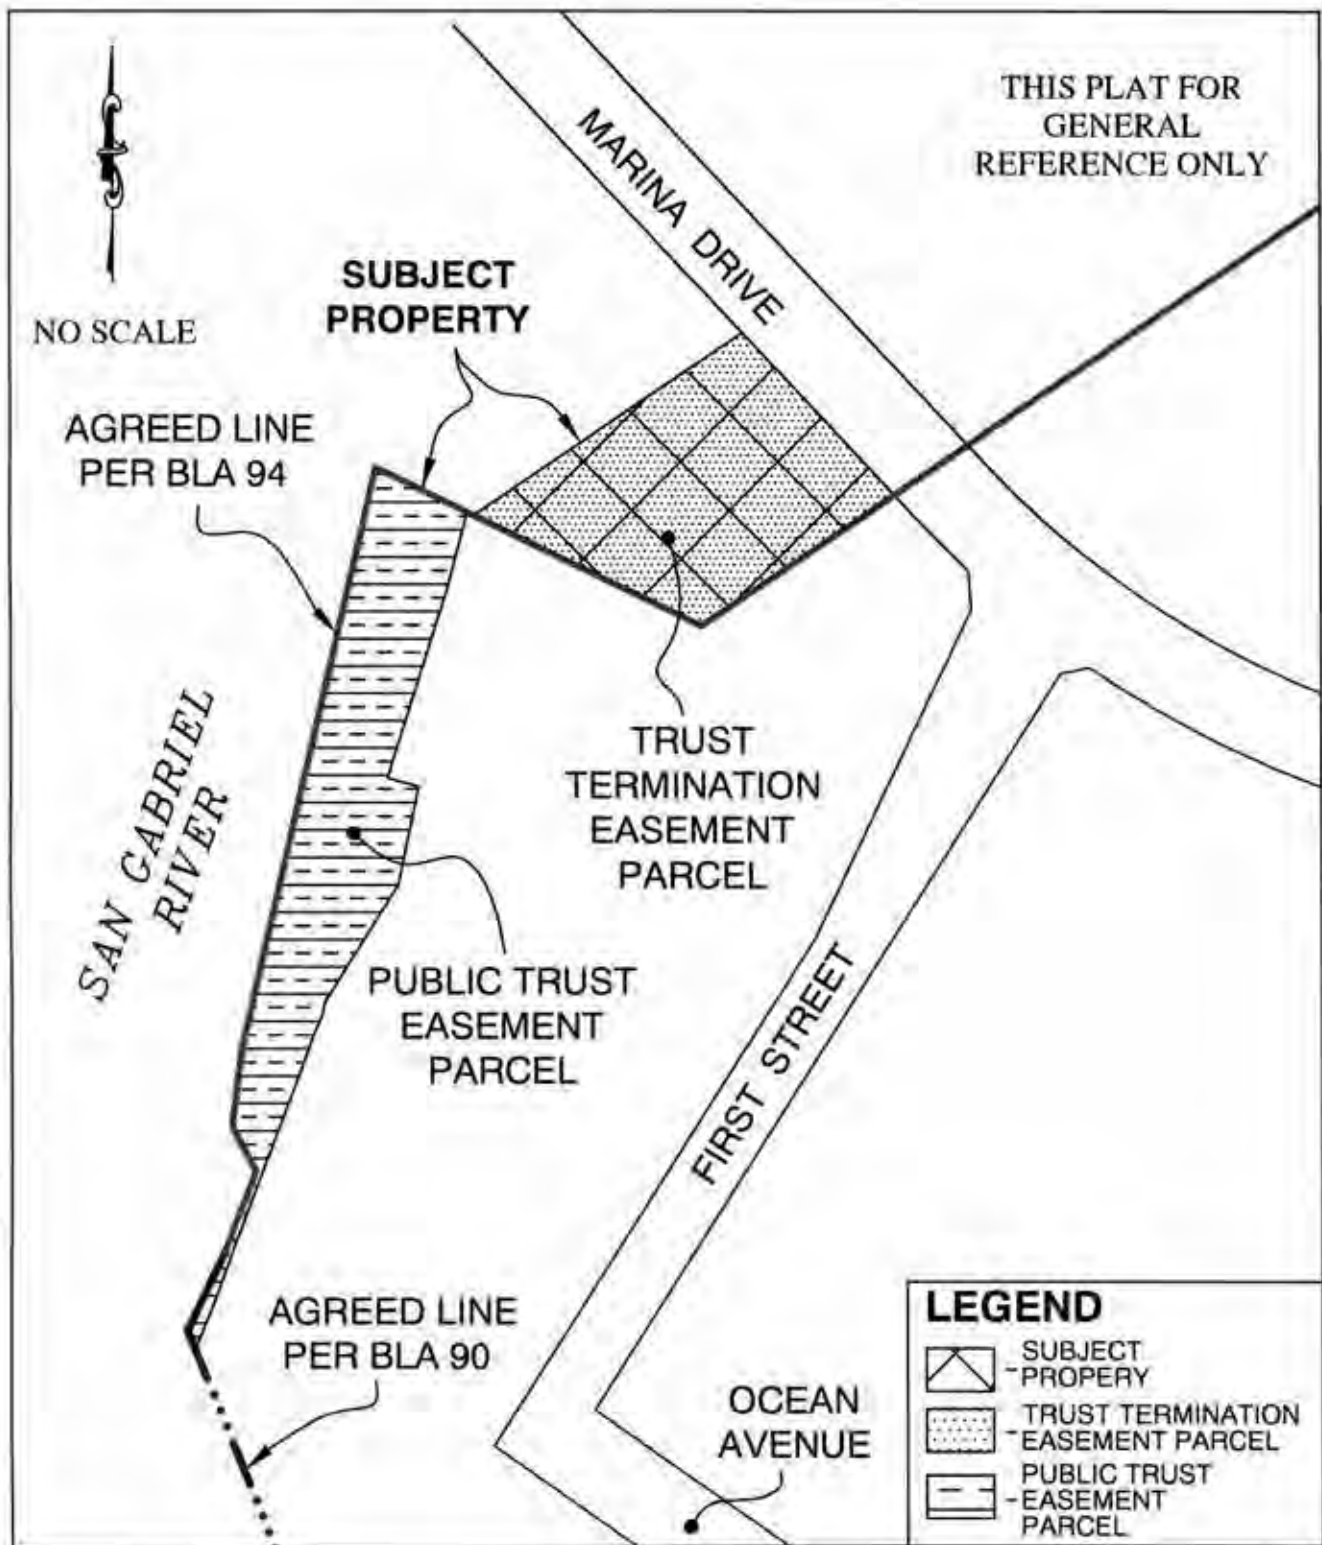 THIS PLAT FOR
GENERAL
REFERENCE ONLY
MARINA DRIVE
SUBJECT
PROPERTY
NO SCALE
AGREED LINE
PER BLA 94
SAN GABRIEL
RIVER
TRUST
TERMINATION
EASEMENT
PARCEL
PUBLIC TRUST
EASEMENT
PARCEL
FIRST STREET
AGREED LINE
PER BLA 90
OCEAN
AVENUE
LEGEND
- SUBJECT
PROPERY
- TRUST TERMINATION
EASEMENT PARCEL
PUBLIC TRUST
- EASEMENT
PARCEL